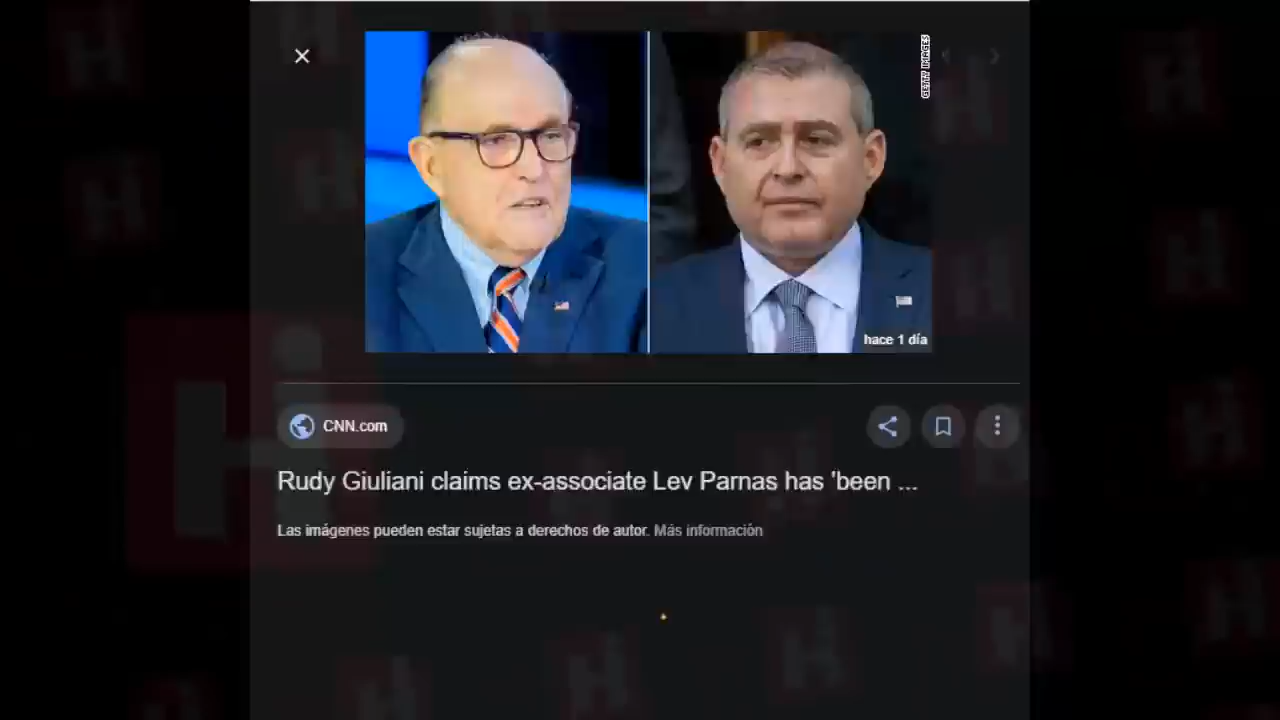 GETTY IMAGES
hace 1 día
CNN.com
Rudy Giuliani claims ex-associate Lev Parnas has 'been ...
Las imágenes pueden estar sujetas a derechos de autor. Más información